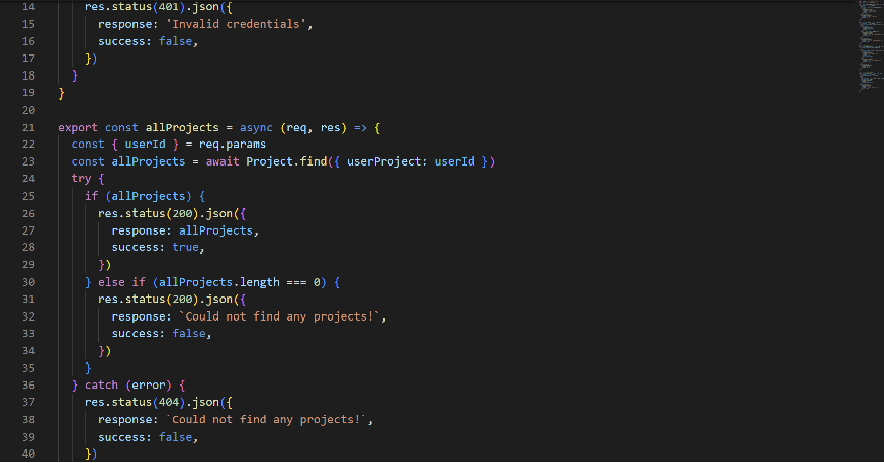 14 res.status(401).json({
15 response: 'Invalid credentials',
16 success: false,
17 })
18 }
19 }
20
21 export const allProjects = async (req, res) => {
22 const { userId } = req.params
23 const allProjects = await Project.find({ userProject: userId })
24 try {
25 if (allProjects) {
26 res.status(200).json({
27 response: allProjects,
28 success: true,
29 })
30 } else if (allProjects.length === 0) {
31 res.status(200).json({
32 response: `Could not find any projects!`,
33 success: false,
34 })
35 }
36 } catch (error) {
37 res.status(404).json({
38 response: `Could not find any projects!`,
39 success: false,
40 })